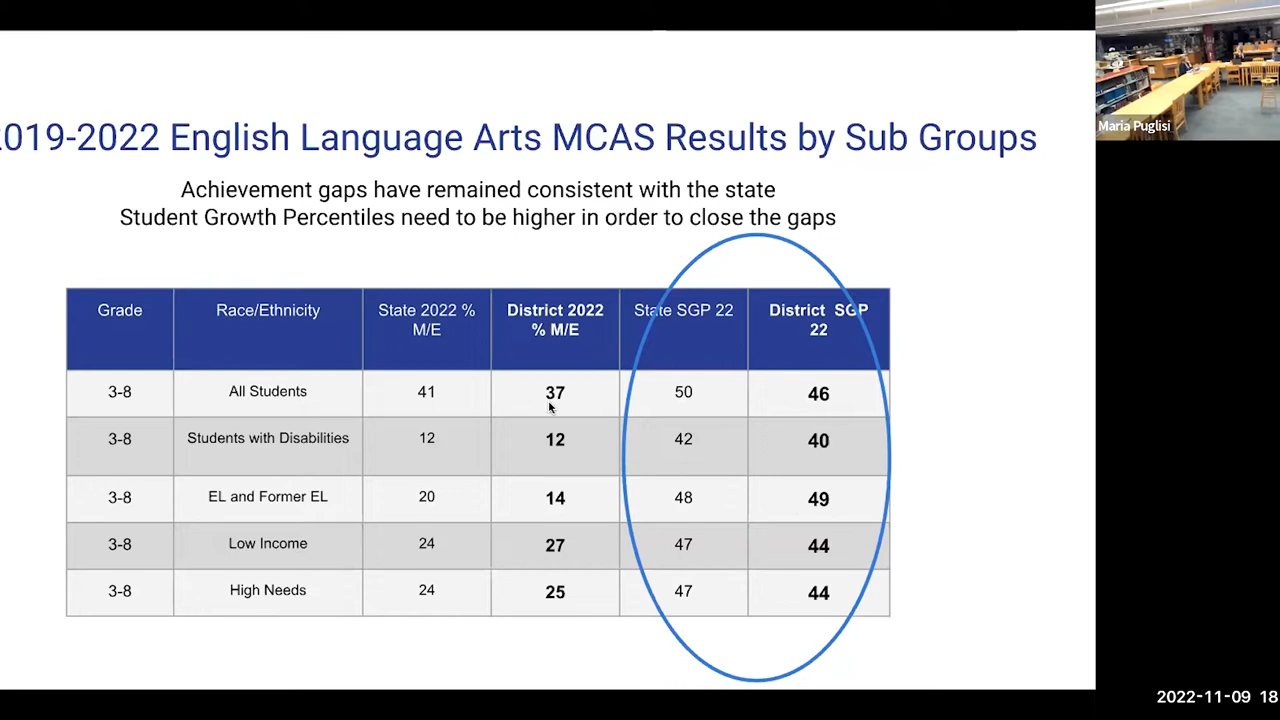 2019-2022 English Language Arts MCAS Results by Sub Groups
Achievement gaps have remained consistent with the state
Student Growth Percentiles need to be higher in order to close the gaps
Grade Race/Ethnicity State 2022 % M/E District 2022 % M/E State SGP 22 District SGP 22
3-8 All Students 41 37 50 46
3-8 Students with Disabilities 12 12 42 40
3-8 EL and Former EL 20 14 48 49
3-8 Low Income 24 27 47 44
3-8 High Needs 24 25 47 44
Maria Puglisi
2022-11-09 18